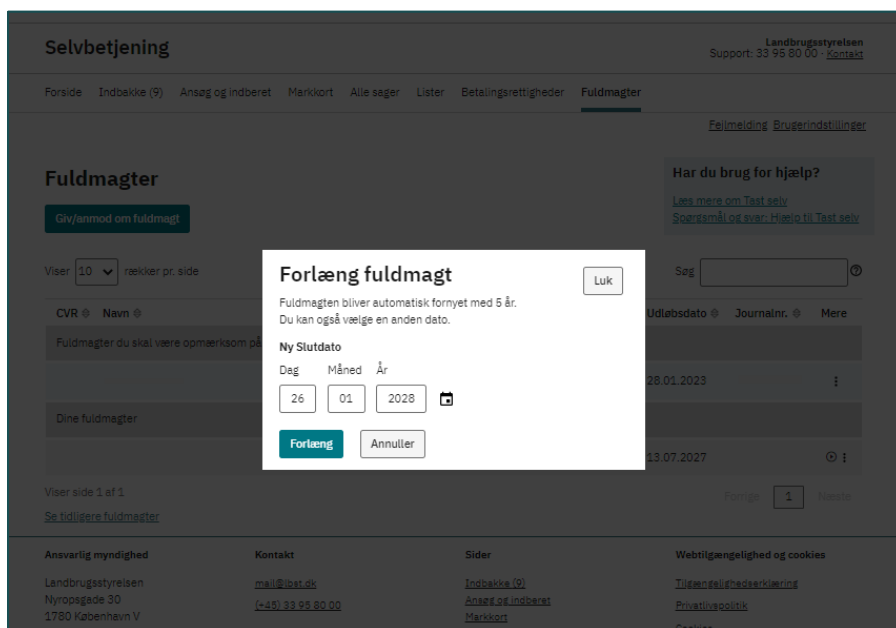 Selvbetjening
Landbrugsstyrelsen
Support: 33 95 80 00 · Kontakt
Forside Indbakke (9) Ansøg og indberet Markkort Alle sager Lister Betalingsrettigheder Fuldmagter
Fejlmelding Brugerindstillinger
Fuldmagter
Giv/anmod om fuldmagt
Har du brug for hjælp?
Læs mere om Tast selv
Spørgsmål og svar: Hjælp til Tast selv
Viser 10 rækker pr. side
Søg
Forlæng fuldmagt
Luk
Fuldmagten bliver automatisk fornyet med 5 år.
Du kan også vælge en anden dato.
Ny Slutdato
Dag Måned År
26 01 2028
Forlæng Annuller
CVR Navn Udløbsdato Journalnr. Mere
Fuldmagter du skal være opmærksom på
28.01.2023
Dine fuldmagter
13.07.2027
Viser side 1 af 1
Forrige 1 Næste
Se tidligere fuldmagter
Ansvarlig myndighed Kontakt Sider Webtilgængelighed og cookies
Landbrugsstyrelsen mail@lbst.dk Indbakke (9) Tilgængelighedserklæring
Nyropsgade 30 (+45) 33 95 80 00 Ansøg og indberet Privatlivspolitik
1780 København V Markkort Cookies